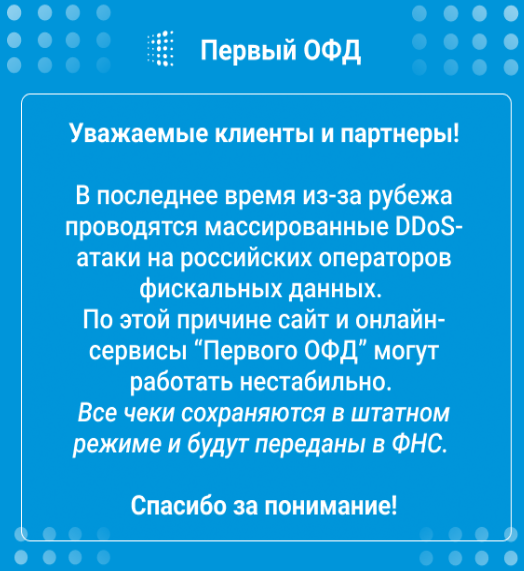 Первый ОФД
Уважаемые клиенты и партнеры!
В последнее время из-за рубежа
проводятся массированные DDoS-
атаки на российских операторов
фискальных данных.
По этой причине сайт и онлайн-
сервисы “Первого ОФД” могут
работать нестабильно.
Все чеки сохраняются в штатном
режиме и будут переданы в ФНС.
Спасибо за понимание!